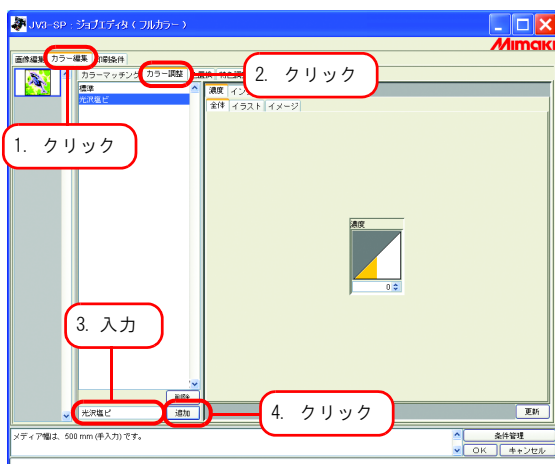 JV3-SP : ジョブエディタ ( フルカラー )
Mimaki
画像編集 カラー編集 印刷条件
カラーマッチング カラー調整
2. クリック
標準
光沢塩ビ
濃度
全体 イラスト イメージ
1. クリック
濃度
0
3. 入力
削除
光沢塩ビ 追加
4. クリック
更新
メディア幅は、500 mm (手入力) です。
条件管理
OK キャンセル